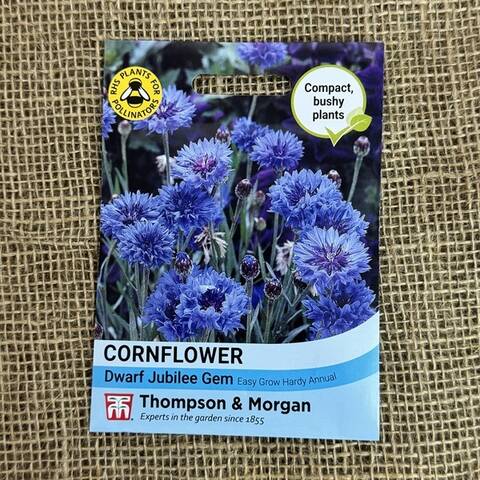 RHS PLANTS FOR
POLLINATORS
Compact,
bushy
plants
CORNFLOWER
Dwarf Jubilee Gem Easy Grow Hardy Annual
Thompson & Morgan
Experts in the garden since 1855